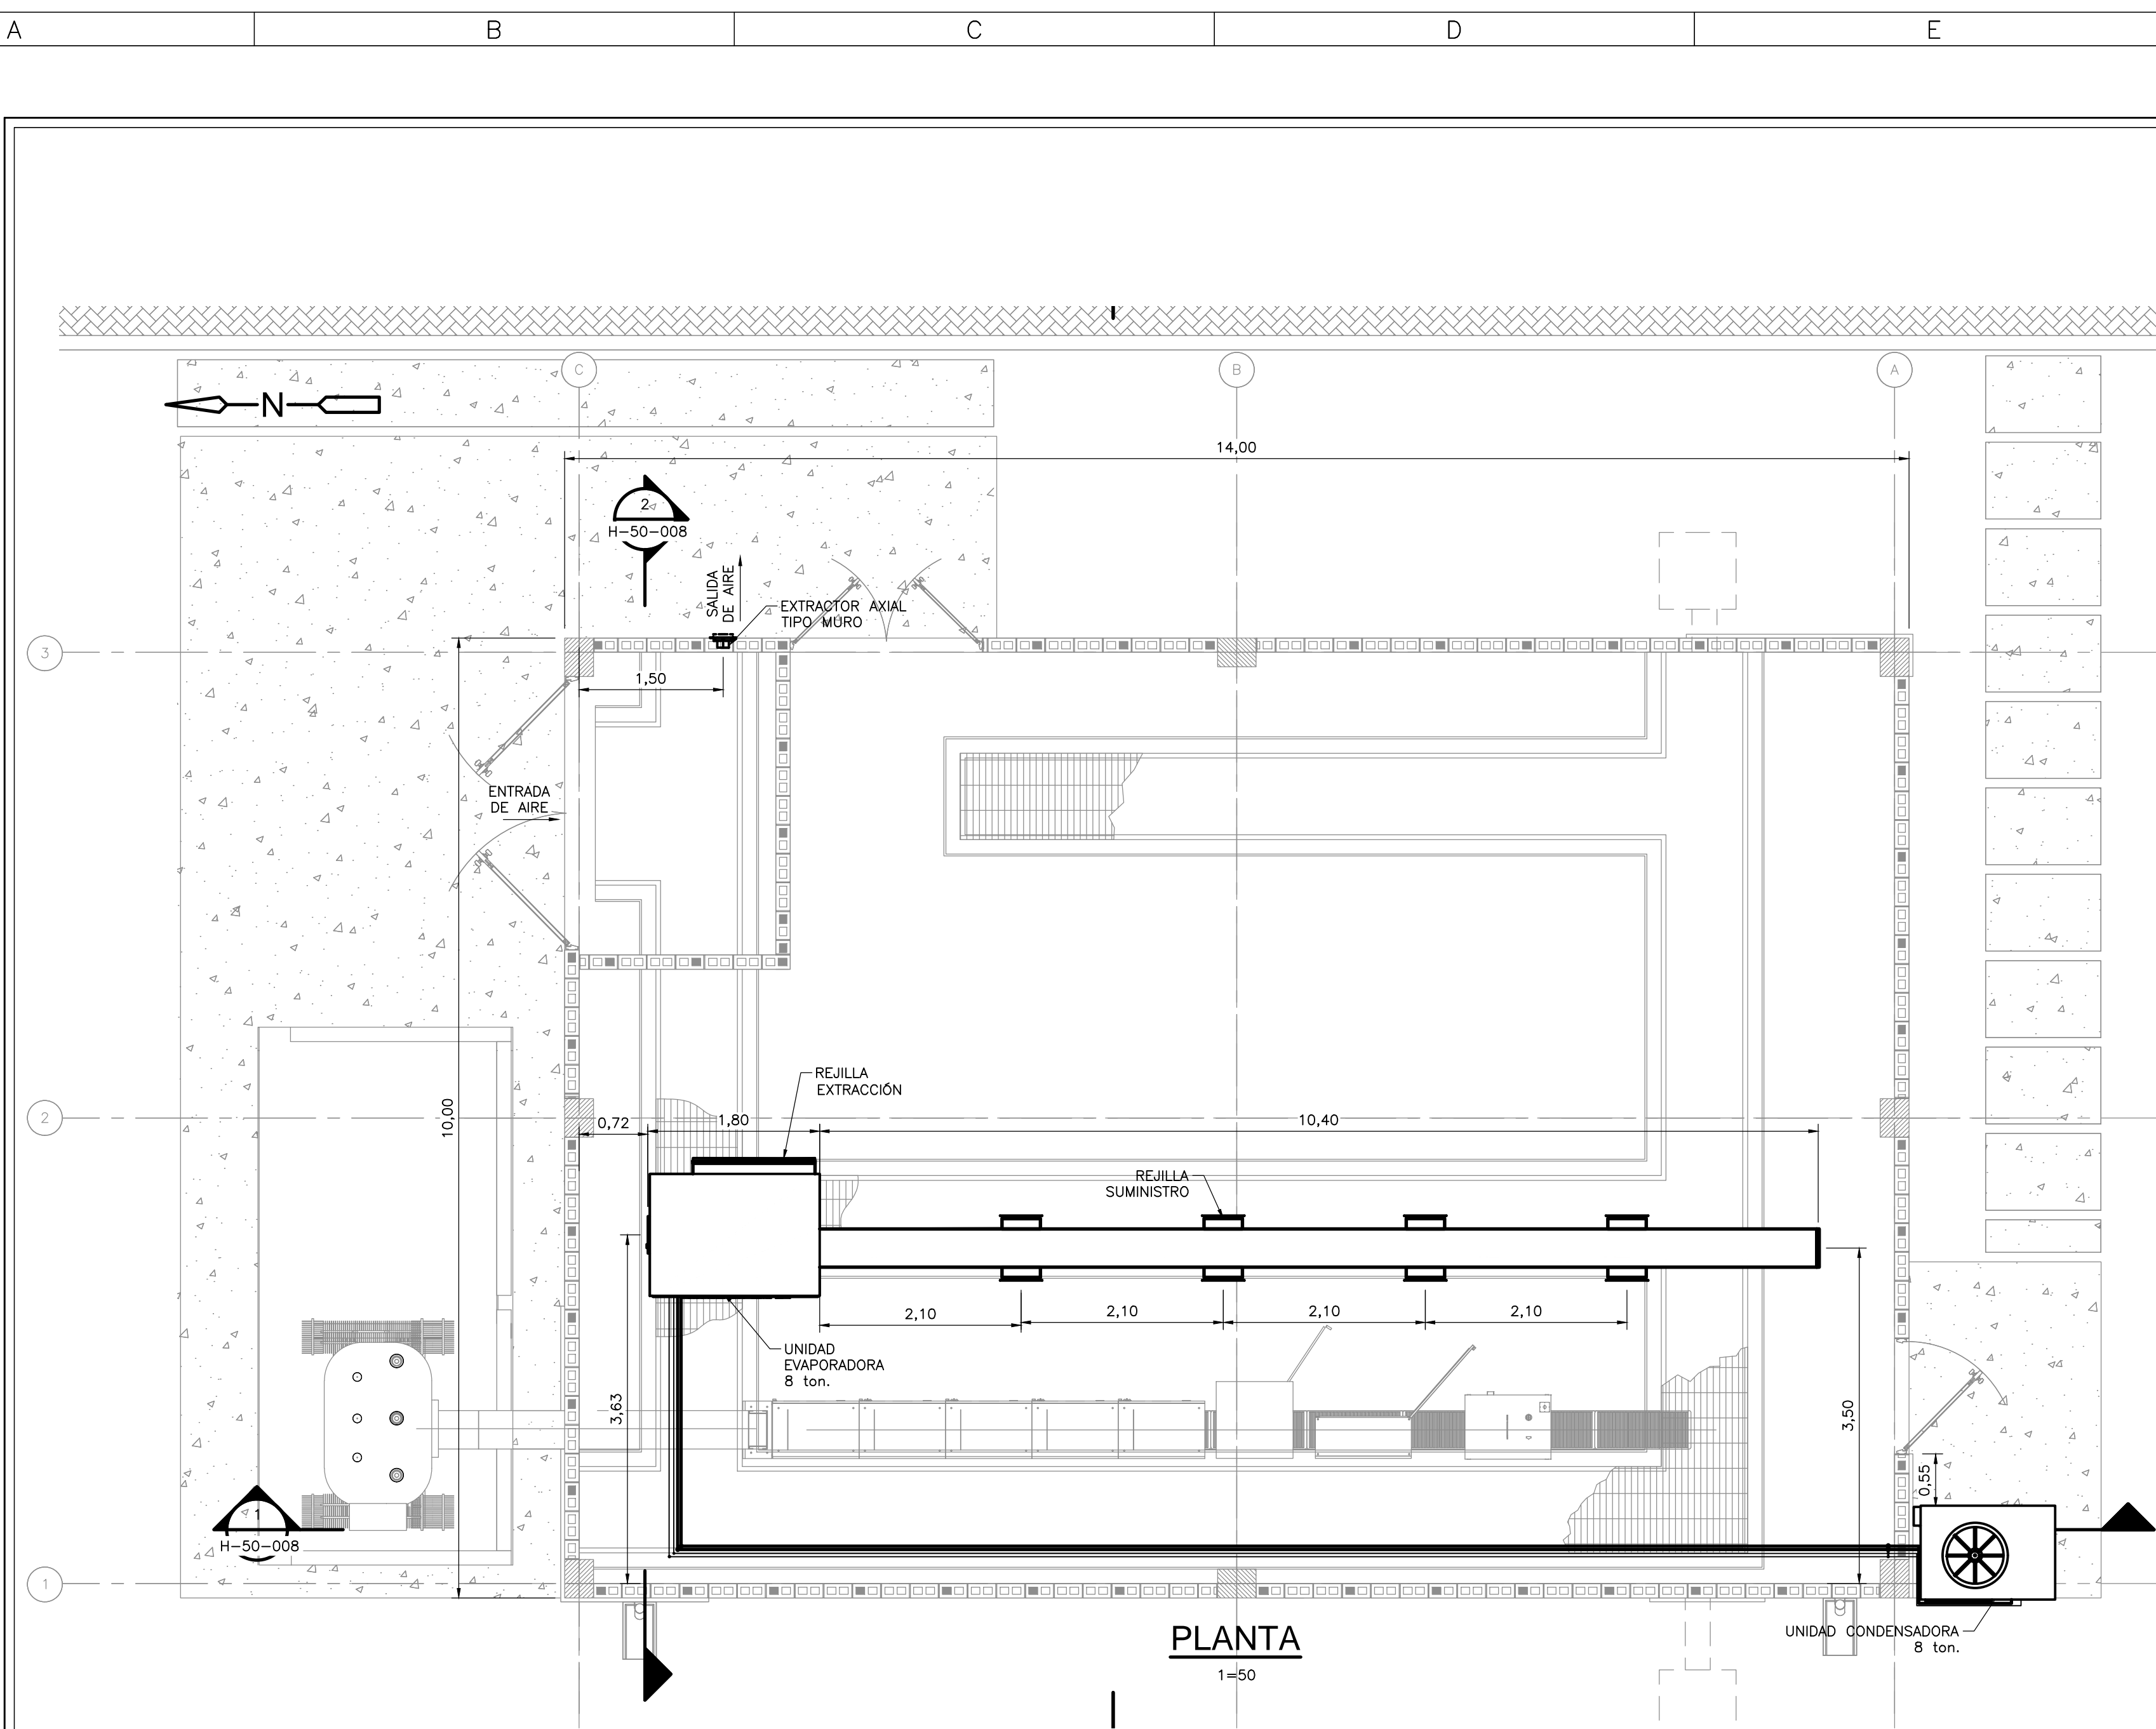 A
B
C
D
E
C
B
A
N
14,00
2
H-50-008
SALIDA
DE AIRE
EXTRACTOR AXIAL
TIPO MURO
3
1,50
ENTRADA
DE AIRE
REJILLA
EXTRACCIÓN
2
10,00
0,72
1,80
10,40
REJILLA
SUMINISTRO
2,10
2,10
2,10
2,10
UNIDAD
EVAPORADORA
8 ton.
3,63
3,50
0,55
1
H-50-008
1
PLANTA
1=50
UNIDAD CONDENSADORA
8 ton.